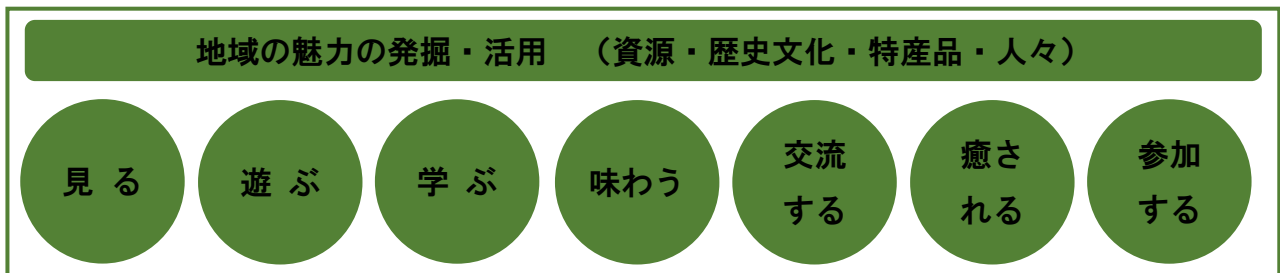 地域の魅力の発掘・活用　（資源・歴史文化・特産品・人々）
見 る
遊 ぶ
学 ぶ
味わう
交流
する
癒さ
れる
参加
する